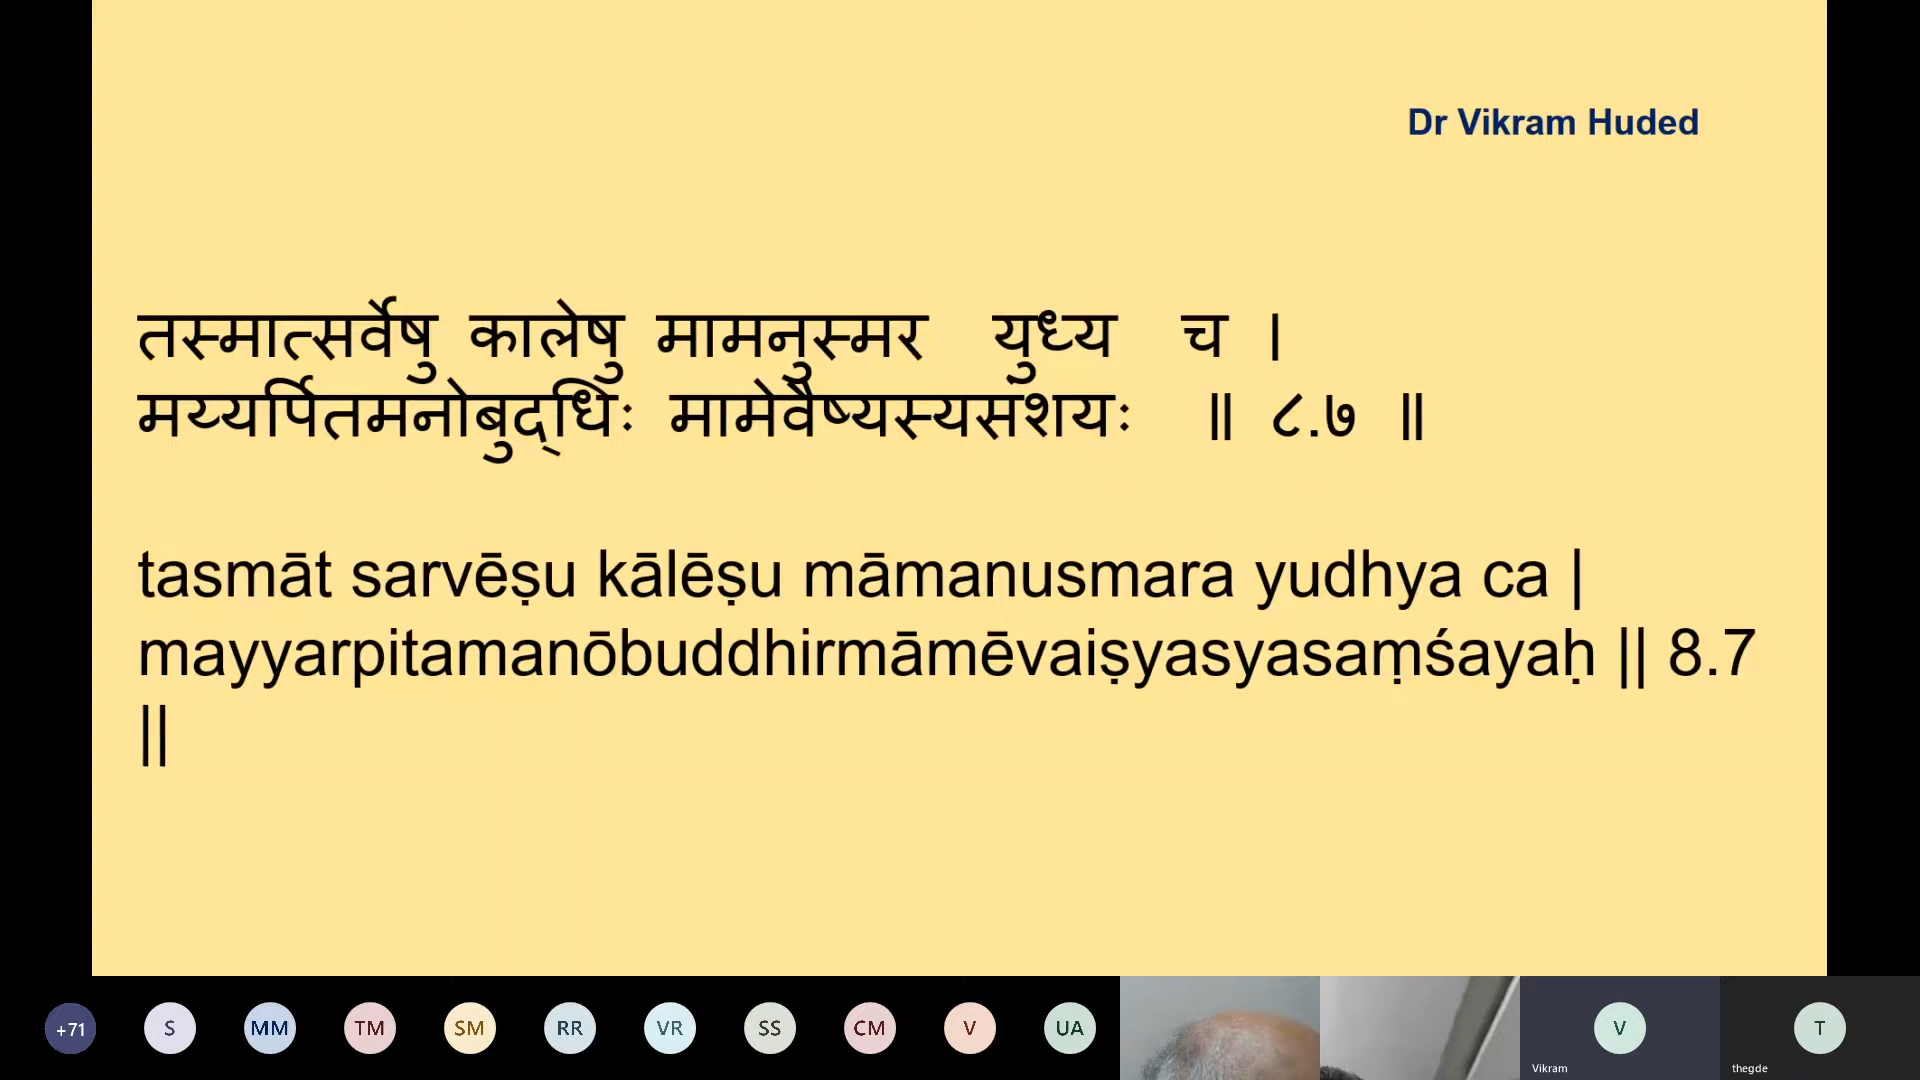 Dr Vikram Huded
तस्मात्सर्वेषु कालेषु मामनुस्मर युध्य च ।
मय्यर्पितमनोबुद्धिः मामेवैष्यस्यसंशयः ॥ ८.७ ॥
tasmāt sarvēṣu kālēṣu māmanusmara yudhya ca |
mayyarpitamanōbuddhirmāmēvaiṣyasyasaṃśayaḥ || 8.7
||
+71 S MM TM SM RR VR SS CM V UA V T
Vikram thegde